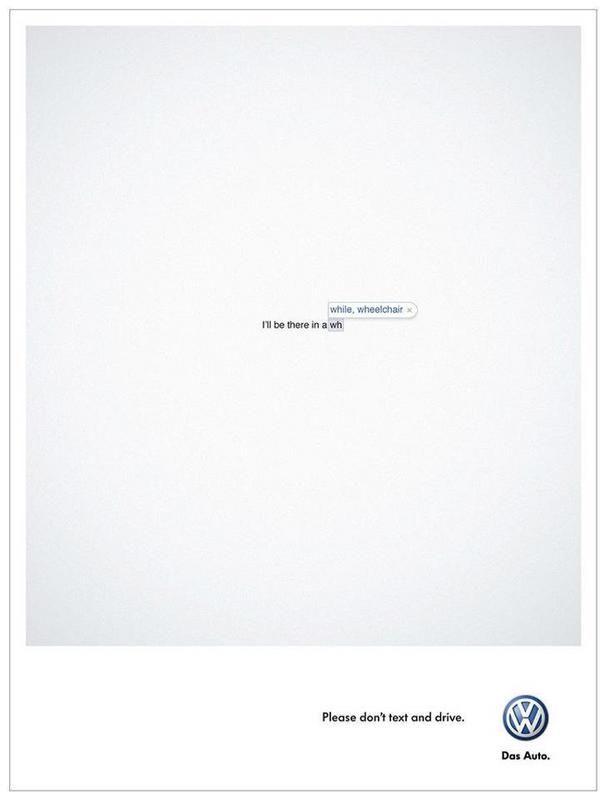 while, wheelchair ×
I'll be there in a wh
Please don't text and drive.
Das Auto.